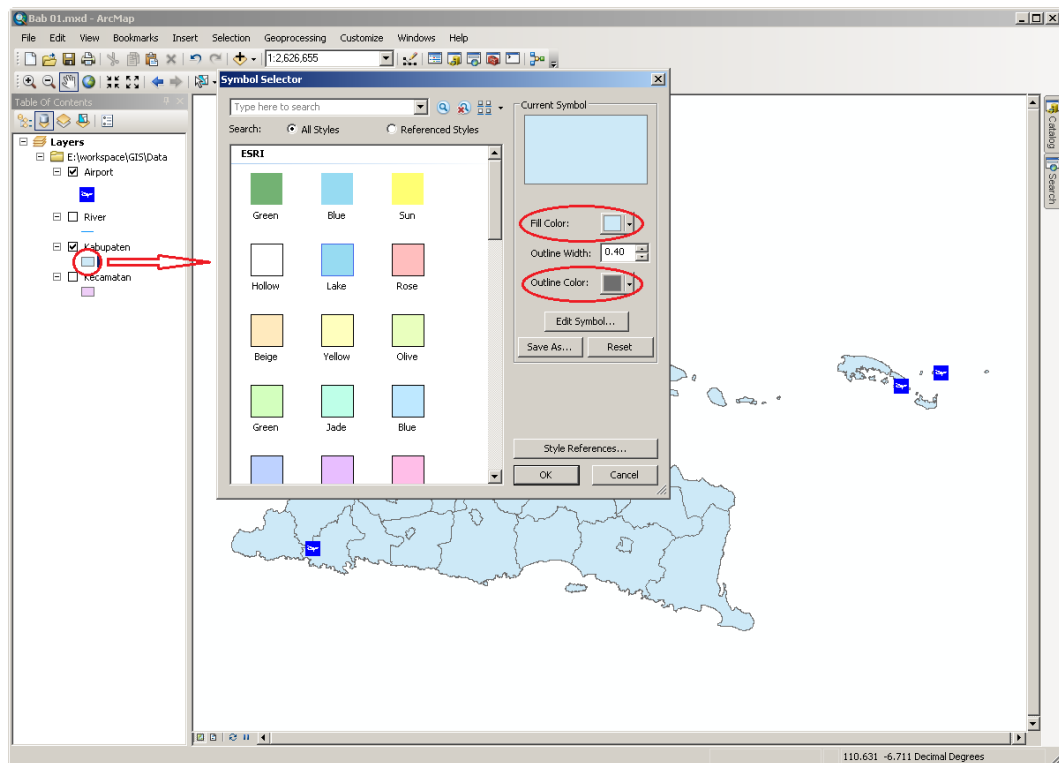 Bab 01.mxd - ArcMap
File Edit View Bookmarks Insert Selection Geoprocessing Customize Windows Help
1:2,626,655
Table Of Contents
Layers
E:\workspace\GIS\Data
Airport
River
Kabupaten
Kecamatan
Symbol Selector
Type here to search
Search: All Styles Referenced Styles
ESRI
Green Blue Sun
Hollow Lake Rose
Beige Yellow Olive
Green Jade Blue
Current Symbol
Fill Color:
Outline Width: 0.40
Outline Color:
Edit Symbol...
Save As... Reset
Style References...
OK Cancel
Catalog
Search
110.631 -6.711 Decimal Degrees